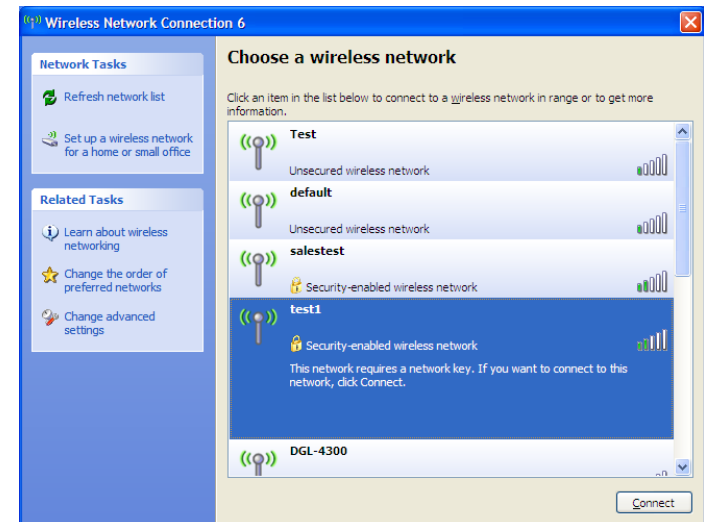 Wireless Network Connection 6
Network Tasks
Refresh network list
Set up a wireless network
for a home or small office
Related Tasks
Learn about wireless
networking
Change the order of
preferred networks
Change advanced
settings
Choose a wireless network
Click an item in the list below to connect to a wireless network in range or to get more
information.
Test
Unsecured wireless network
default
Unsecured wireless network
salestest
Security-enabled wireless network
test1
Security-enabled wireless network
This network requires a network key. If you want to connect to this
network, click Connect.
DGL-4300
Connect